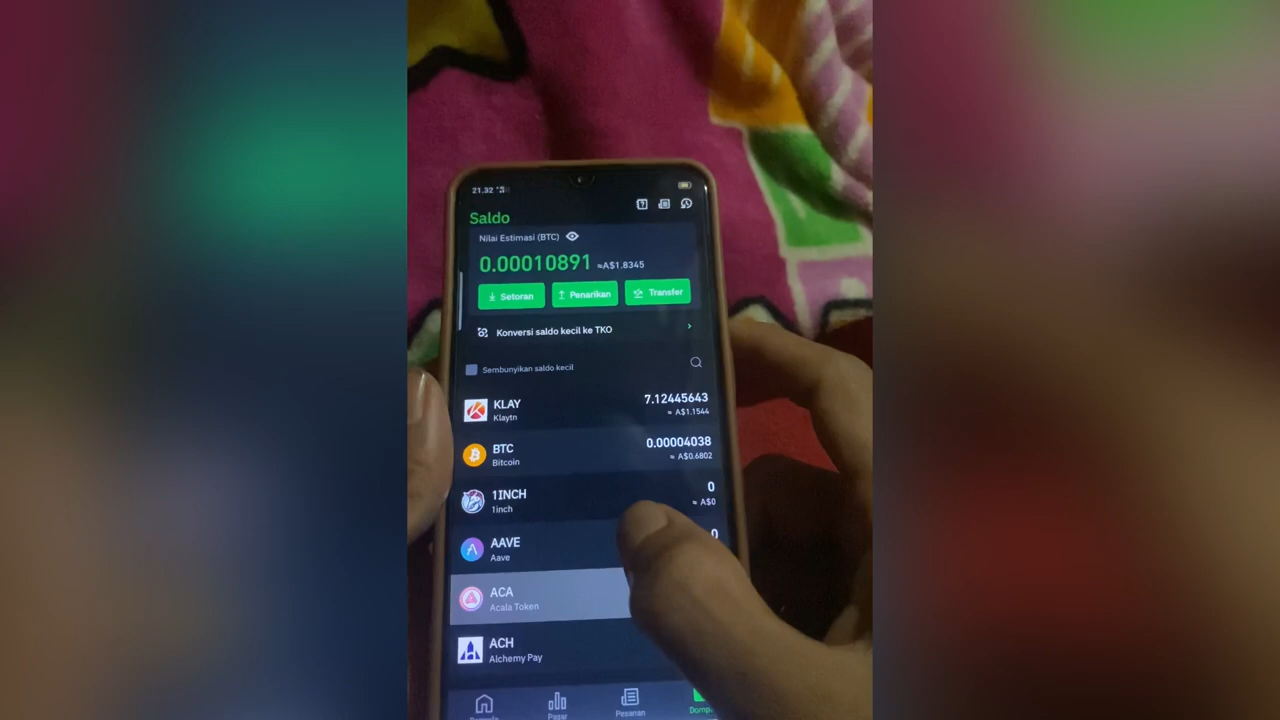 21.32
Saldo
Nilai Estimasi (BTC)
0.00010891 ≈A$1.8345
Setoran Penarikan Transfer
Konversi saldo kecil ke TKO
Sembunyikan saldo kecil
KLAY 7.12445643
Klaytn ≈ A$1.1544
BTC 0.00004038
Bitcoin ≈ A$0.6802
1INCH 0
1inch ≈ A$0
AAVE 0
Aave
ACA
Acala Token
ACH
Alchemy Pay
Pasar Pesanan